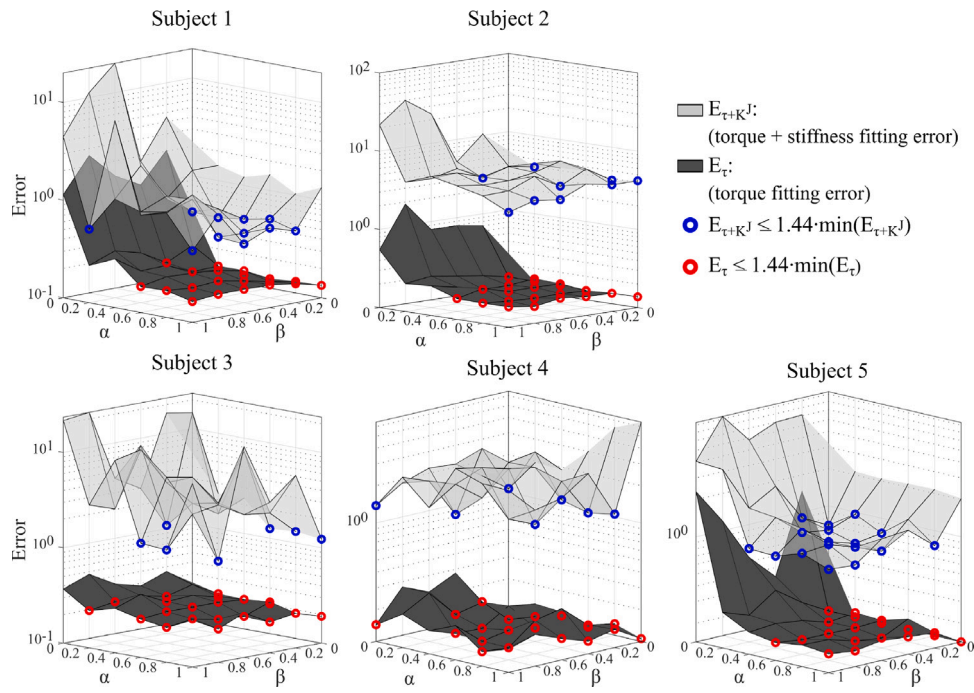 Subject 1
Subject 2
10¹
10⁰
10⁻¹
Error
0.2
0.4
0.6
0.8
1
α
1
0.8
0.6
0.4
0.2
0
β
10²
10¹
10⁰
0.2
0.4
0.6
0.8
1
α
1
0.8
0.6
0.4
0.2
0
β
E_τ+Kᴶ:
(torque + stiffness fitting error)
E_τ:
(torque fitting error)
E_τ+Kᴶ ≤ 1.44·min(E_τ+Kᴶ)
E_τ ≤ 1.44·min(E_τ)
Subject 3
Subject 4
Subject 5
10¹
10⁰
10⁻¹
Error
0.2
0.4
0.6
0.8
1
α
1
0.8
0.6
0.4
0.2
0
β
10⁰
0
0.2
0.4
0.6
0.8
1
α
1
0.8
0.6
0.4
0.2
0
β
10⁰
0
0.2
0.4
0.6
0.8
1
α
1
0.8
0.6
0.4
0.2
0
β